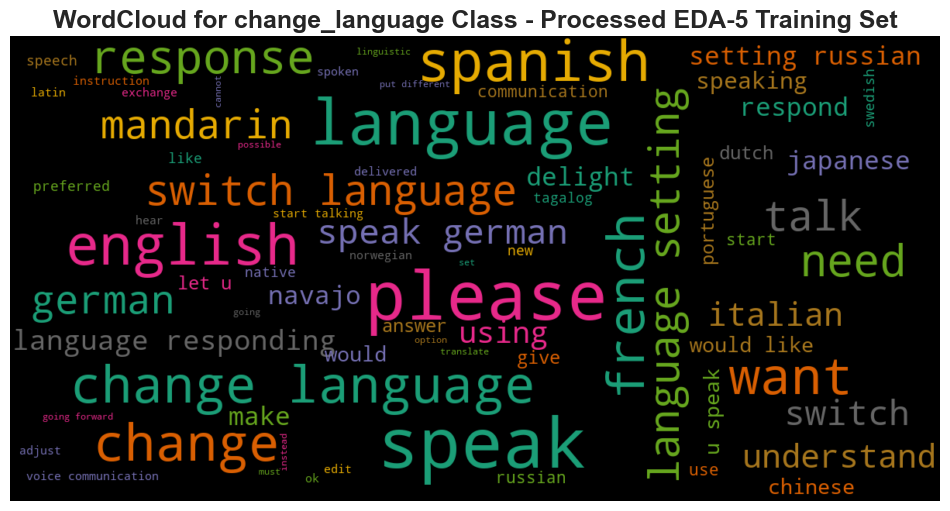 WordCloud for change_language Class - Processed EDA-5 Training Set
linguistic
speech
response
spoken
spanish
setting russian
instruction
put different
speaking
latin
exchange
cannot
communication
respond
swedish
mandarin
language
possible
like
delivered
delight
dutch
japanese
preferred
switch language
tagalog
portuguese
hear
start talking
talk
english
speak german
new
french
language setting
start
need
norwegian
set
native
let u
navajo
please
german
going
answer
using
italian
option
language responding
would
translate
give
would like
change language
want
make
u speak
switch
going forward
change
speak
adjust
instead
understand
voice communication
must
edit
ok
russian
use
chinese